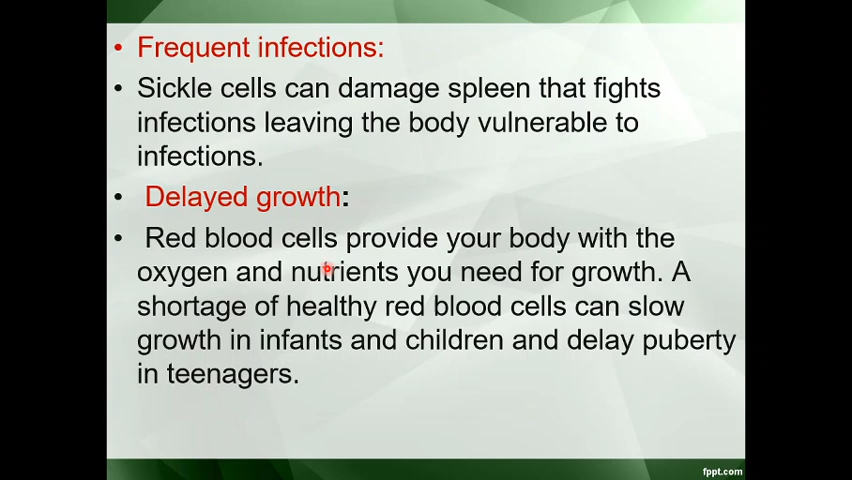 • Frequent infections:
• Sickle cells can damage spleen that fights
infections leaving the body vulnerable to
infections.
• Delayed growth:
• Red blood cells provide your body with the
oxygen and nutrients you need for growth. A
shortage of healthy red blood cells can slow
growth in infants and children and delay puberty
in teenagers.
fppt.com